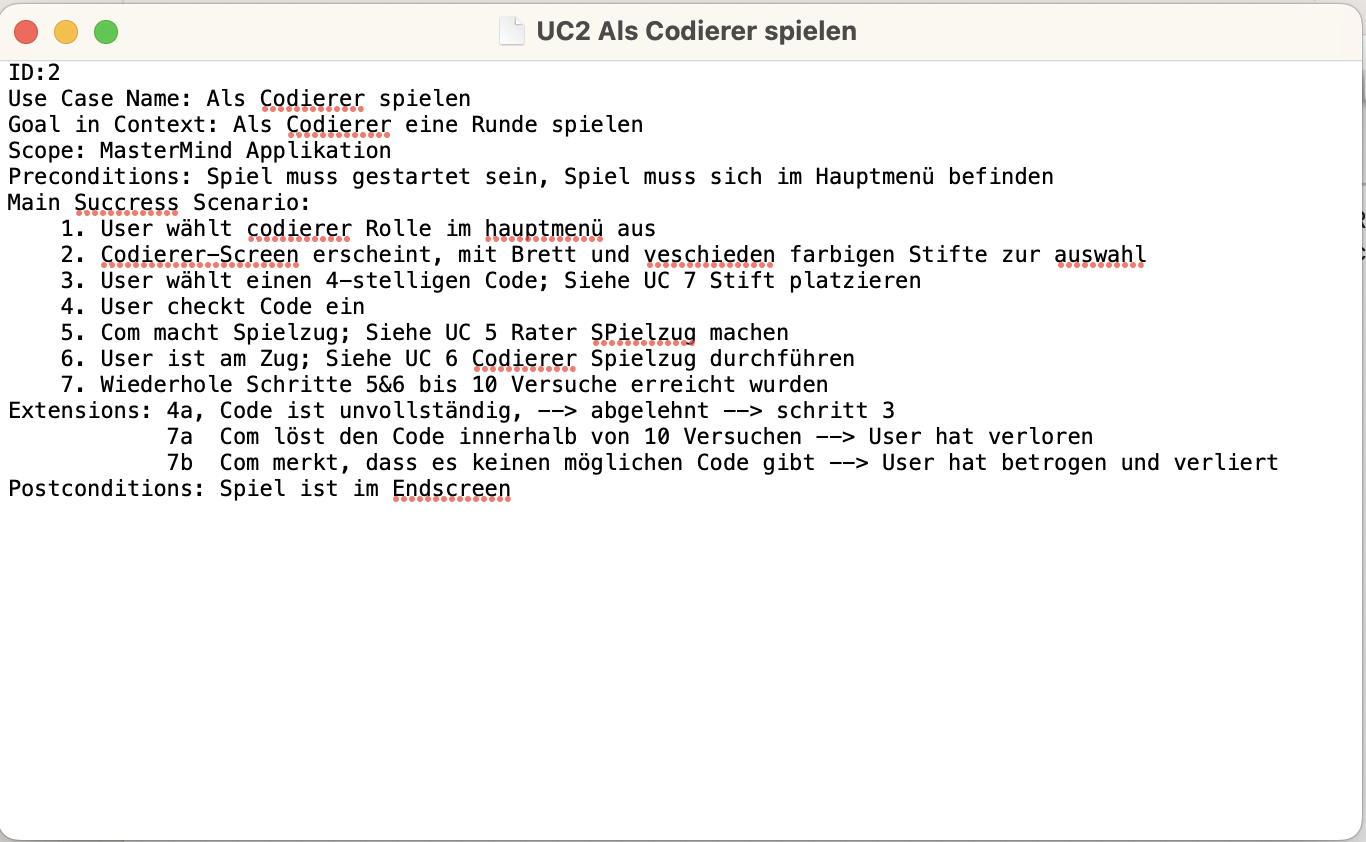 UC2 Als Codierer spielen
ID:2
Use Case Name: Als Codierer spielen
Goal in Context: Als Codierer eine Runde spielen
Scope: MasterMind Applikation
Preconditions: Spiel muss gestartet sein, Spiel muss sich im Hauptmenü befinden
Main Succress Scenario:
1. User wählt codierer Rolle im hauptmenü aus
2. Codierer-Screen erscheint, mit Brett und veschieden farbigen Stifte zur auswahl
3. User wählt einen 4-stelligen Code; Siehe UC 7 Stift platzieren
4. User checkt Code ein
5. Com macht Spielzug; Siehe UC 5 Rater SPielzug machen
6. User ist am Zug; Siehe UC 6 Codierer Spielzug durchführen
7. Wiederhole Schritte 5&6 bis 10 Versuche erreicht wurden
Extensions: 4a, Code ist unvollständig, --> abgelehnt --> schritt 3
7a Com löst den Code innerhalb von 10 Versuchen --> User hat verloren
7b Com merkt, dass es keinen möglichen Code gibt --> User hat betrogen und verliert
Postconditions: Spiel ist im Endscreen